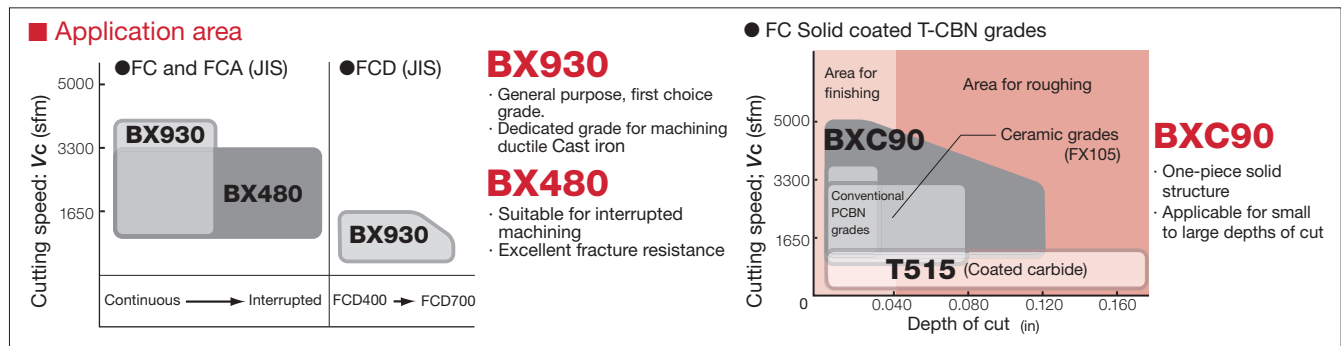 ■ Application area
●FC and FCA (JIS)
●FCD (JIS)
Cutting speed: Vc (sfm)
5000
3300
1650
BX930
BX480
BX930
Continuous → Interrupted
FCD400 → FCD700
BX930
· General purpose, first choice
grade.
· Dedicated grade for machining
ductile Cast iron
BX480
· Suitable for interrupted
machining
· Excellent fracture resistance
● FC Solid coated T-CBN grades
Cutting speed; Vc (sfm)
5000
3300
1650
0
Area for
finishing
Area for roughing
BXC90
Ceramic grades
(FX105)
Conventional
PCBN
grades
T515 (Coated carbide)
0.040
0.080
0.120
0.160
Depth of cut (in)
BXC90
· One-piece solid
structure
· Applicable for small
to large depths of cut